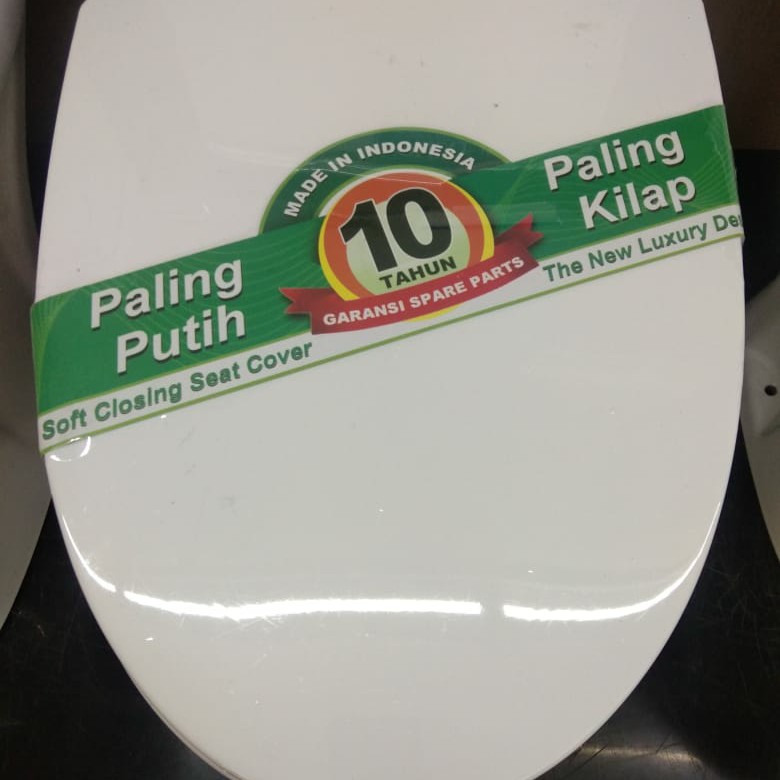 MADE IN INDONESIA
10
TAHUN
GARANSI SPARE PARTS
Paling
Putih
Soft Closing Seat Cover
Paling
Kilap
The New Luxury